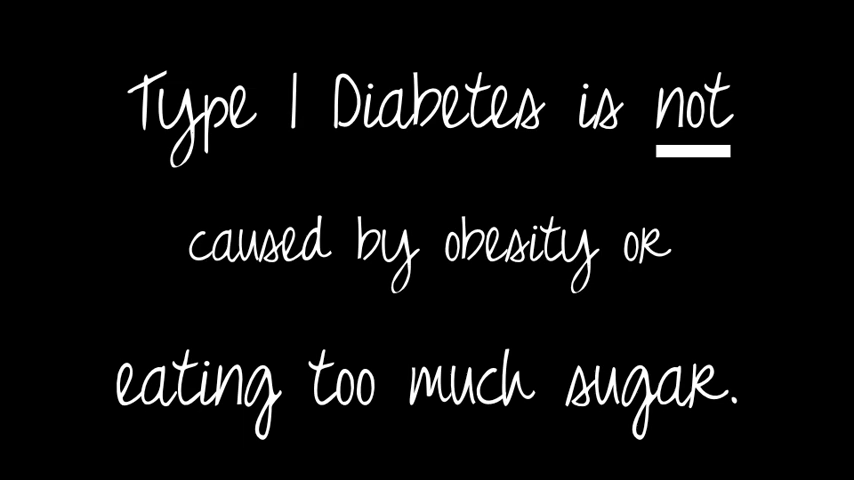 Type 1 Diabetes is not
caused by obesity or
eating too much sugar.